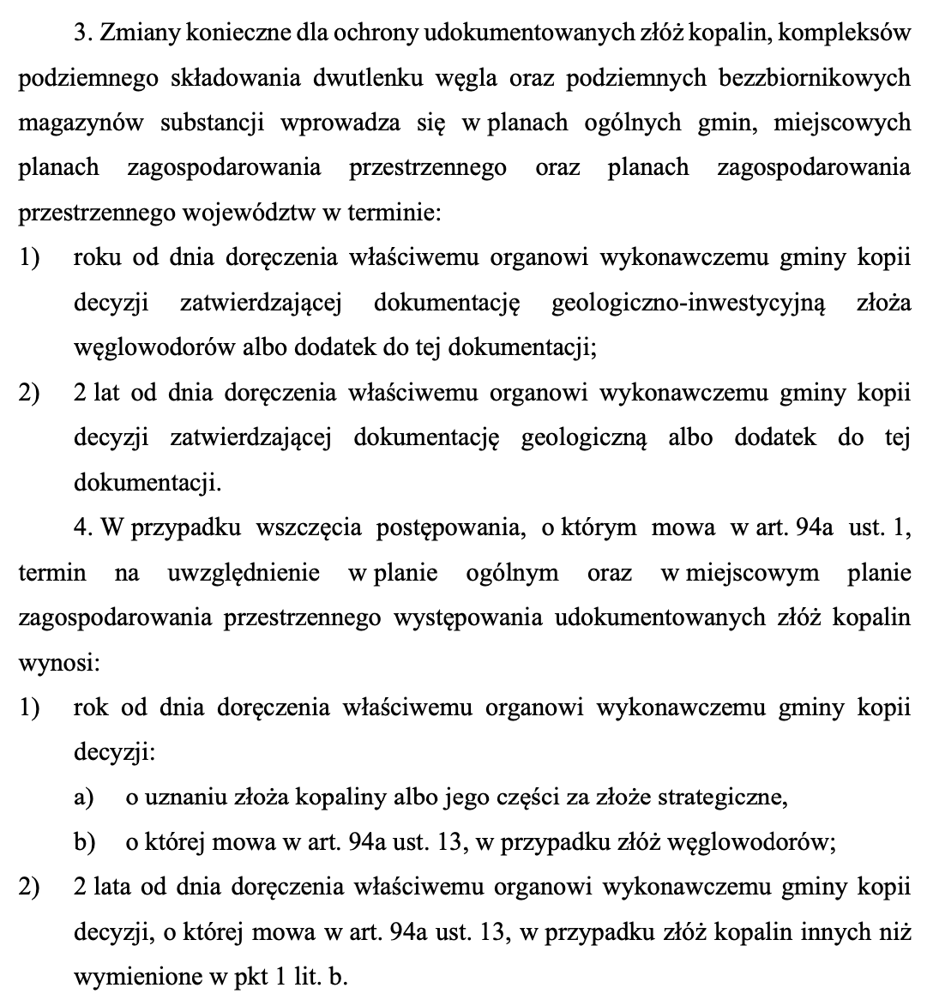 3. Zmiany konieczne dla ochrony udokumentowanych złóż kopalin, kompleksów
podziemnego składowania dwutlenku węgla oraz podziemnych bezzbiornikowych
magazynów substancji wprowadza się w planach ogólnych gmin, miejscowych
planach zagospodarowania przestrzennego oraz planach zagospodarowania
przestrzennego województw w terminie:
1) roku od dnia doręczenia właściwemu organowi wykonawczemu gminy kopii
decyzji zatwierdzającej dokumentację geologiczno-inwestycyjną złoża
węglowodorów albo dodatek do tej dokumentacji;
2) 2 lat od dnia doręczenia właściwemu organowi wykonawczemu gminy kopii
decyzji zatwierdzającej dokumentację geologiczną albo dodatek do tej
dokumentacji.
4. W przypadku wszczęcia postępowania, o którym mowa w art. 94a ust. 1,
termin na uwzględnienie w planie ogólnym oraz w miejscowym planie
zagospodarowania przestrzennego występowania udokumentowanych złóż kopalin
wynosi:
1) rok od dnia doręczenia właściwemu organowi wykonawczemu gminy kopii
decyzji:
a) o uznaniu złoża kopaliny albo jego części za złoże strategiczne,
b) o której mowa w art. 94a ust. 13, w przypadku złóż węglowodorów;
2) 2 lata od dnia doręczenia właściwemu organowi wykonawczemu gminy kopii
decyzji, o której mowa w art. 94a ust. 13, w przypadku złóż kopalin innych niż
wymienione w pkt 1 lit. b.